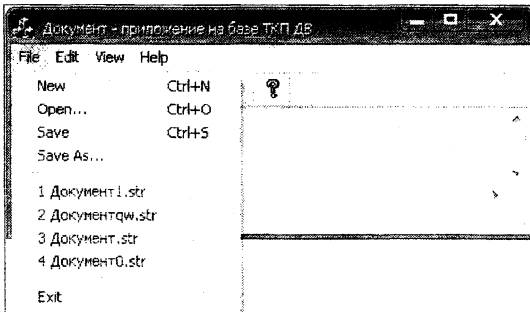 Документ - приложение на базе ТКП ДВ
File Edit View Help
New Ctrl+N
Open... Ctrl+O
Save Ctrl+S
Save As...
1 Документ1.str
2 Документqw.str
3 Документ.str
4 Документ0.str
Exit